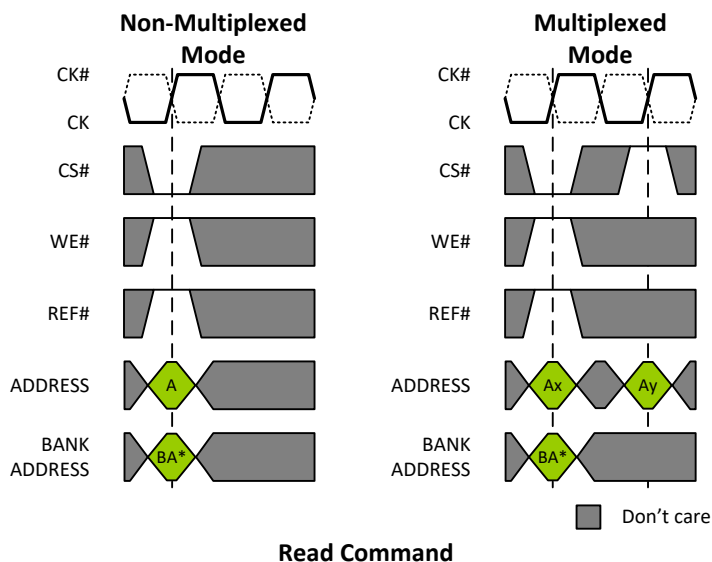 Non-Multiplexed
Mode
CK#
CK
CS#
WE#
REF#
ADDRESS
A
BANK
ADDRESS
BA*
Multiplexed
Mode
CK#
CK
CS#
WE#
REF#
ADDRESS
Ax
Ay
BANK
ADDRESS
BA*
Don't care
Read Command